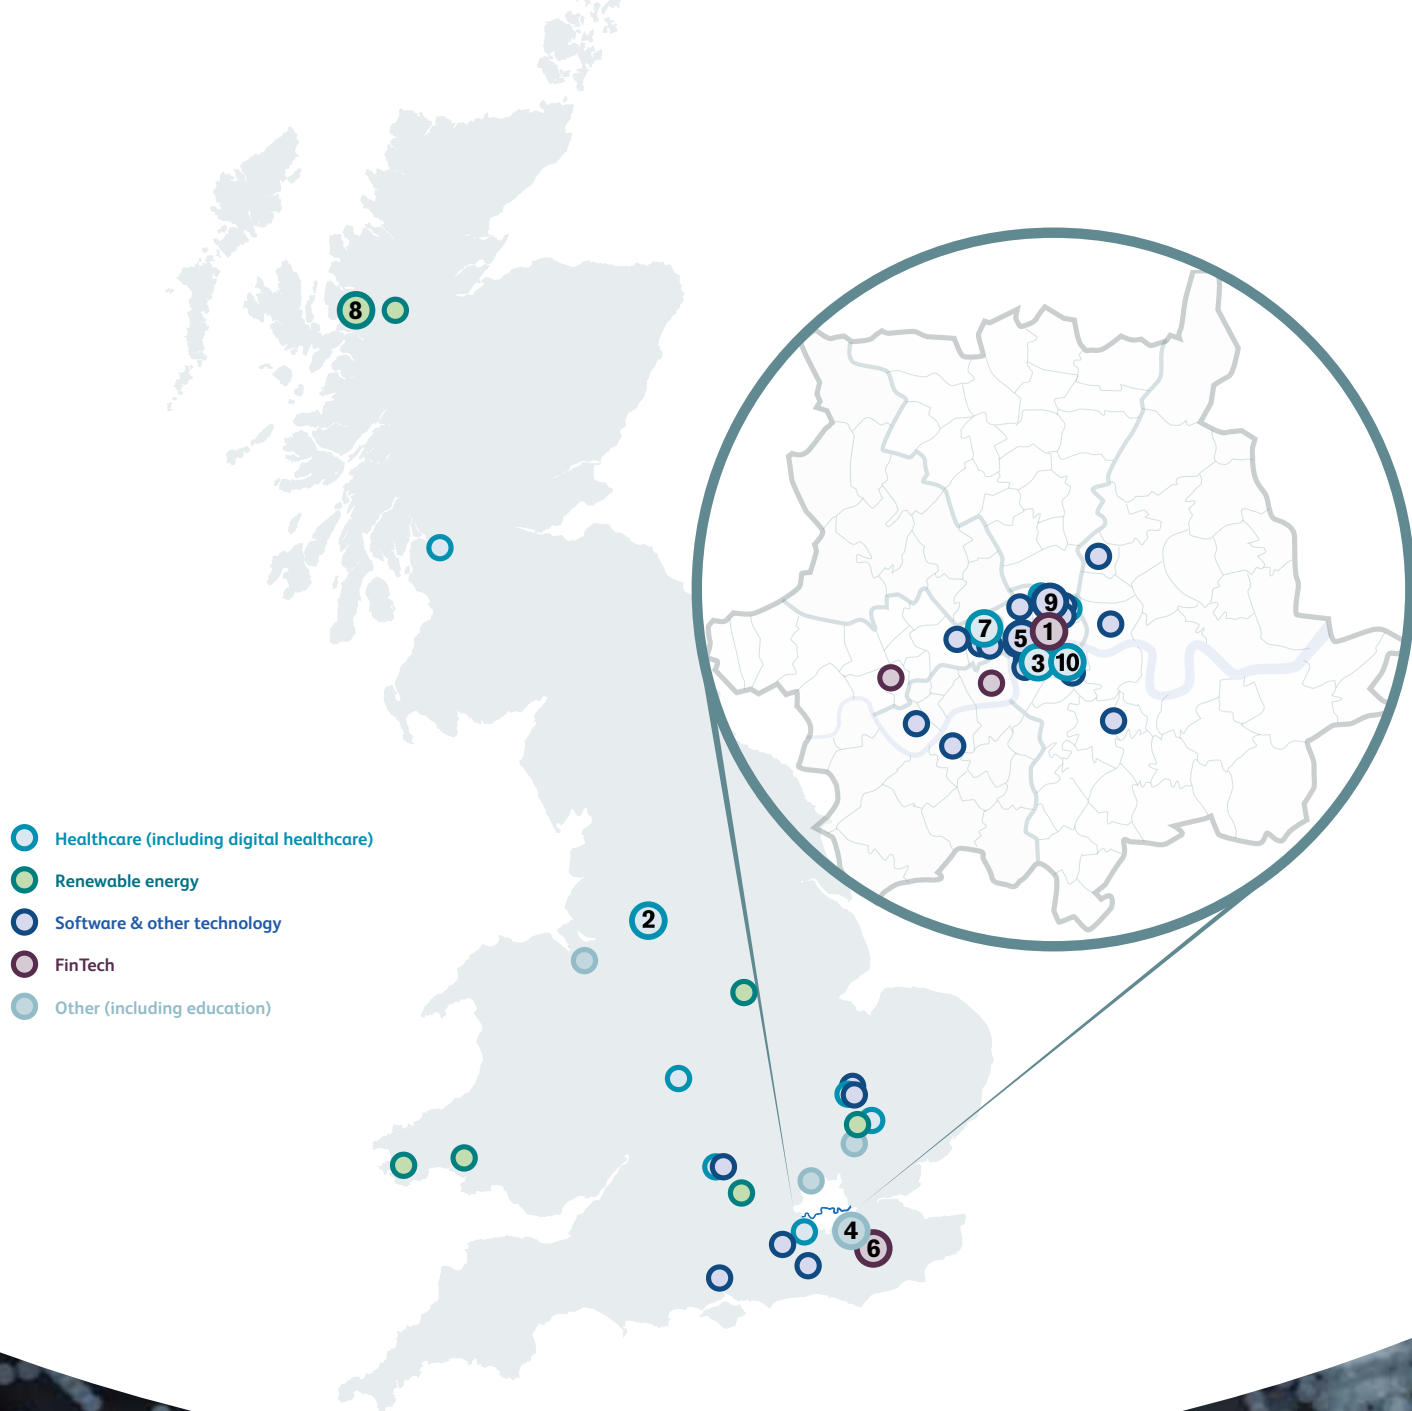 8
9
7
5
1
3
10
Healthcare (including digital healthcare)
Renewable energy
Software & other technology
FinTech
Other (including education)
2
4
6